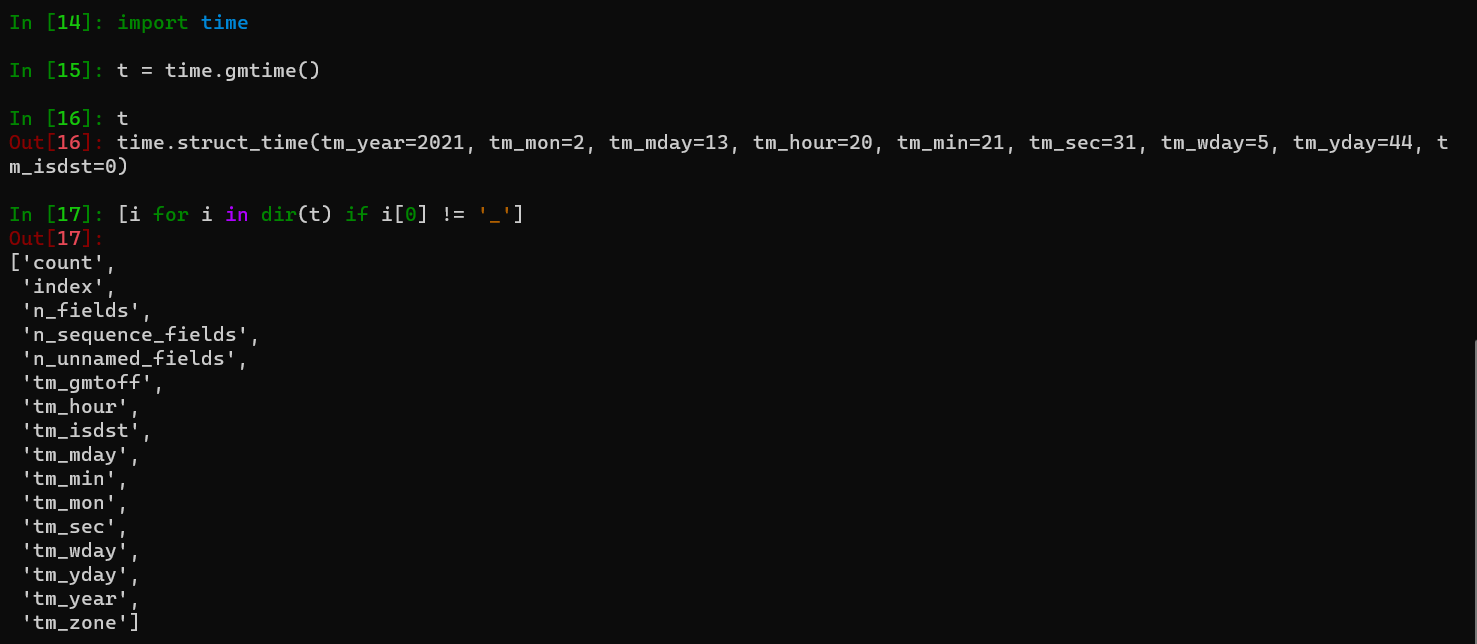 In [14]: import time
In [15]: t = time.gmtime()
In [16]: t
Out[16]: time.struct_time(tm_year=2021, tm_mon=2, tm_mday=13, tm_hour=20, tm_min=21, tm_sec=31, tm_wday=5, tm_yday=44, t
m_isdst=0)
In [17]: [i for i in dir(t) if i[0] != '_']
Out[17]:
['count',
 'index',
 'n_fields',
 'n_sequence_fields',
 'n_unnamed_fields',
 'tm_gmtoff',
 'tm_hour',
 'tm_isdst',
 'tm_mday',
 'tm_min',
 'tm_mon',
 'tm_sec',
 'tm_wday',
 'tm_yday',
 'tm_year',
 'tm_zone']